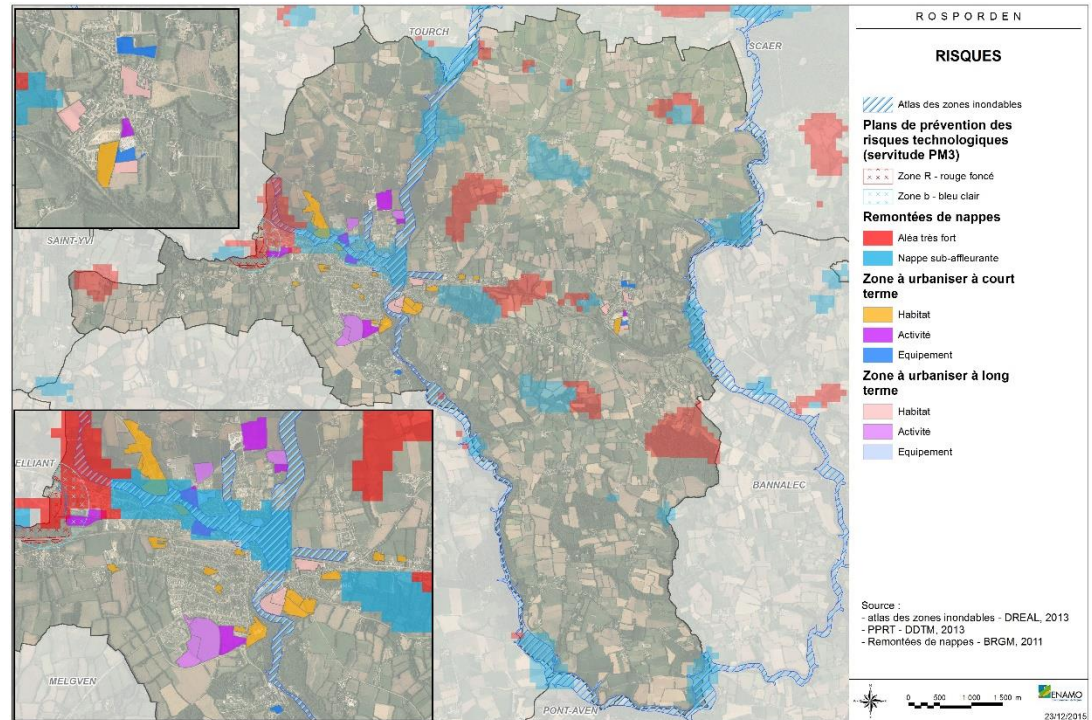 TOURCH
SCAER
SAINT-YVI
ELLIANT
MELGVEN
BANNALEC
PONT-AVEN
ROSPORDEN
RISQUES
Atlas des zones inondables
Plans de prévention des
risques technologiques
(servitude PM3)
Zone R - rouge foncé
Zone b - bleu clair
Remontées de nappes
Aléa très fort
Nappe sub-affleurante
Zone à urbaniser à court
terme
Habitat
Activité
Equipement
Zone à urbaniser à long
terme
Habitat
Activité
Equipement
Source :
- atlas des zones inondables - DREAL, 2013
- PPRT - DDTM, 2013
- Remontées de nappes - BRGM, 2011
0 500 1 000 1 500 m
ENAMO
23/12/2015